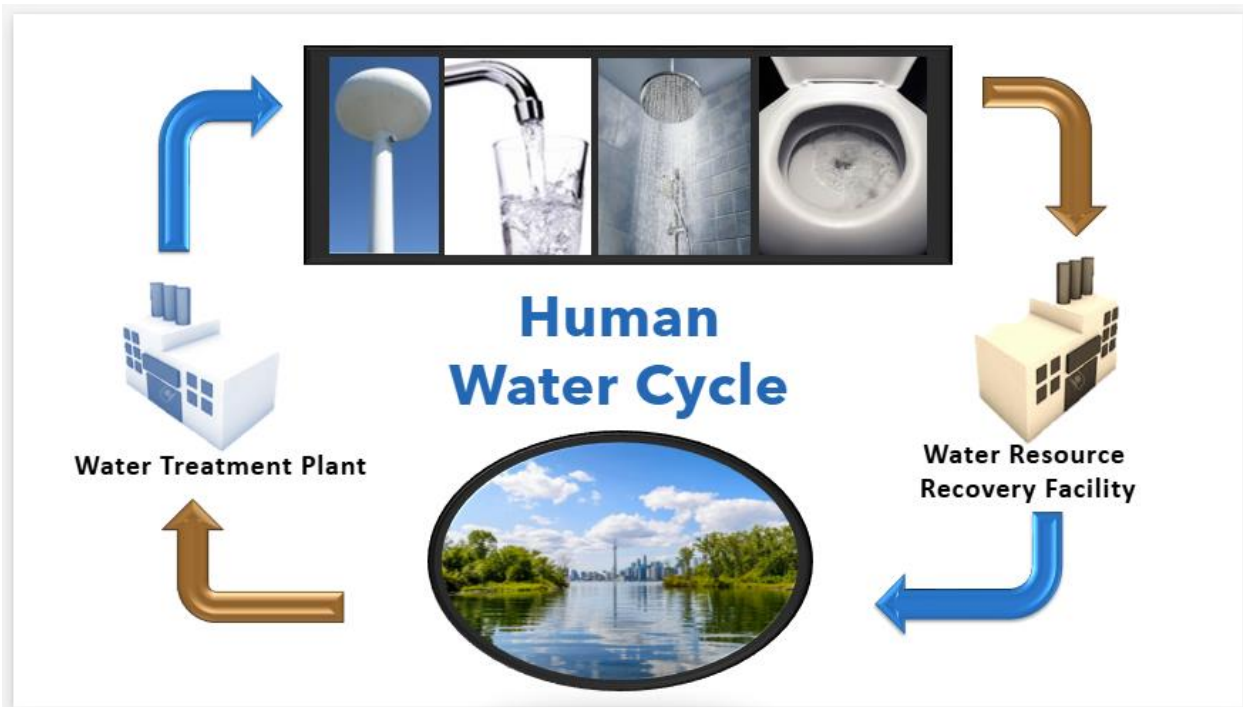 Human
Water Cycle
Water Treatment Plant
Water Resource
Recovery Facility